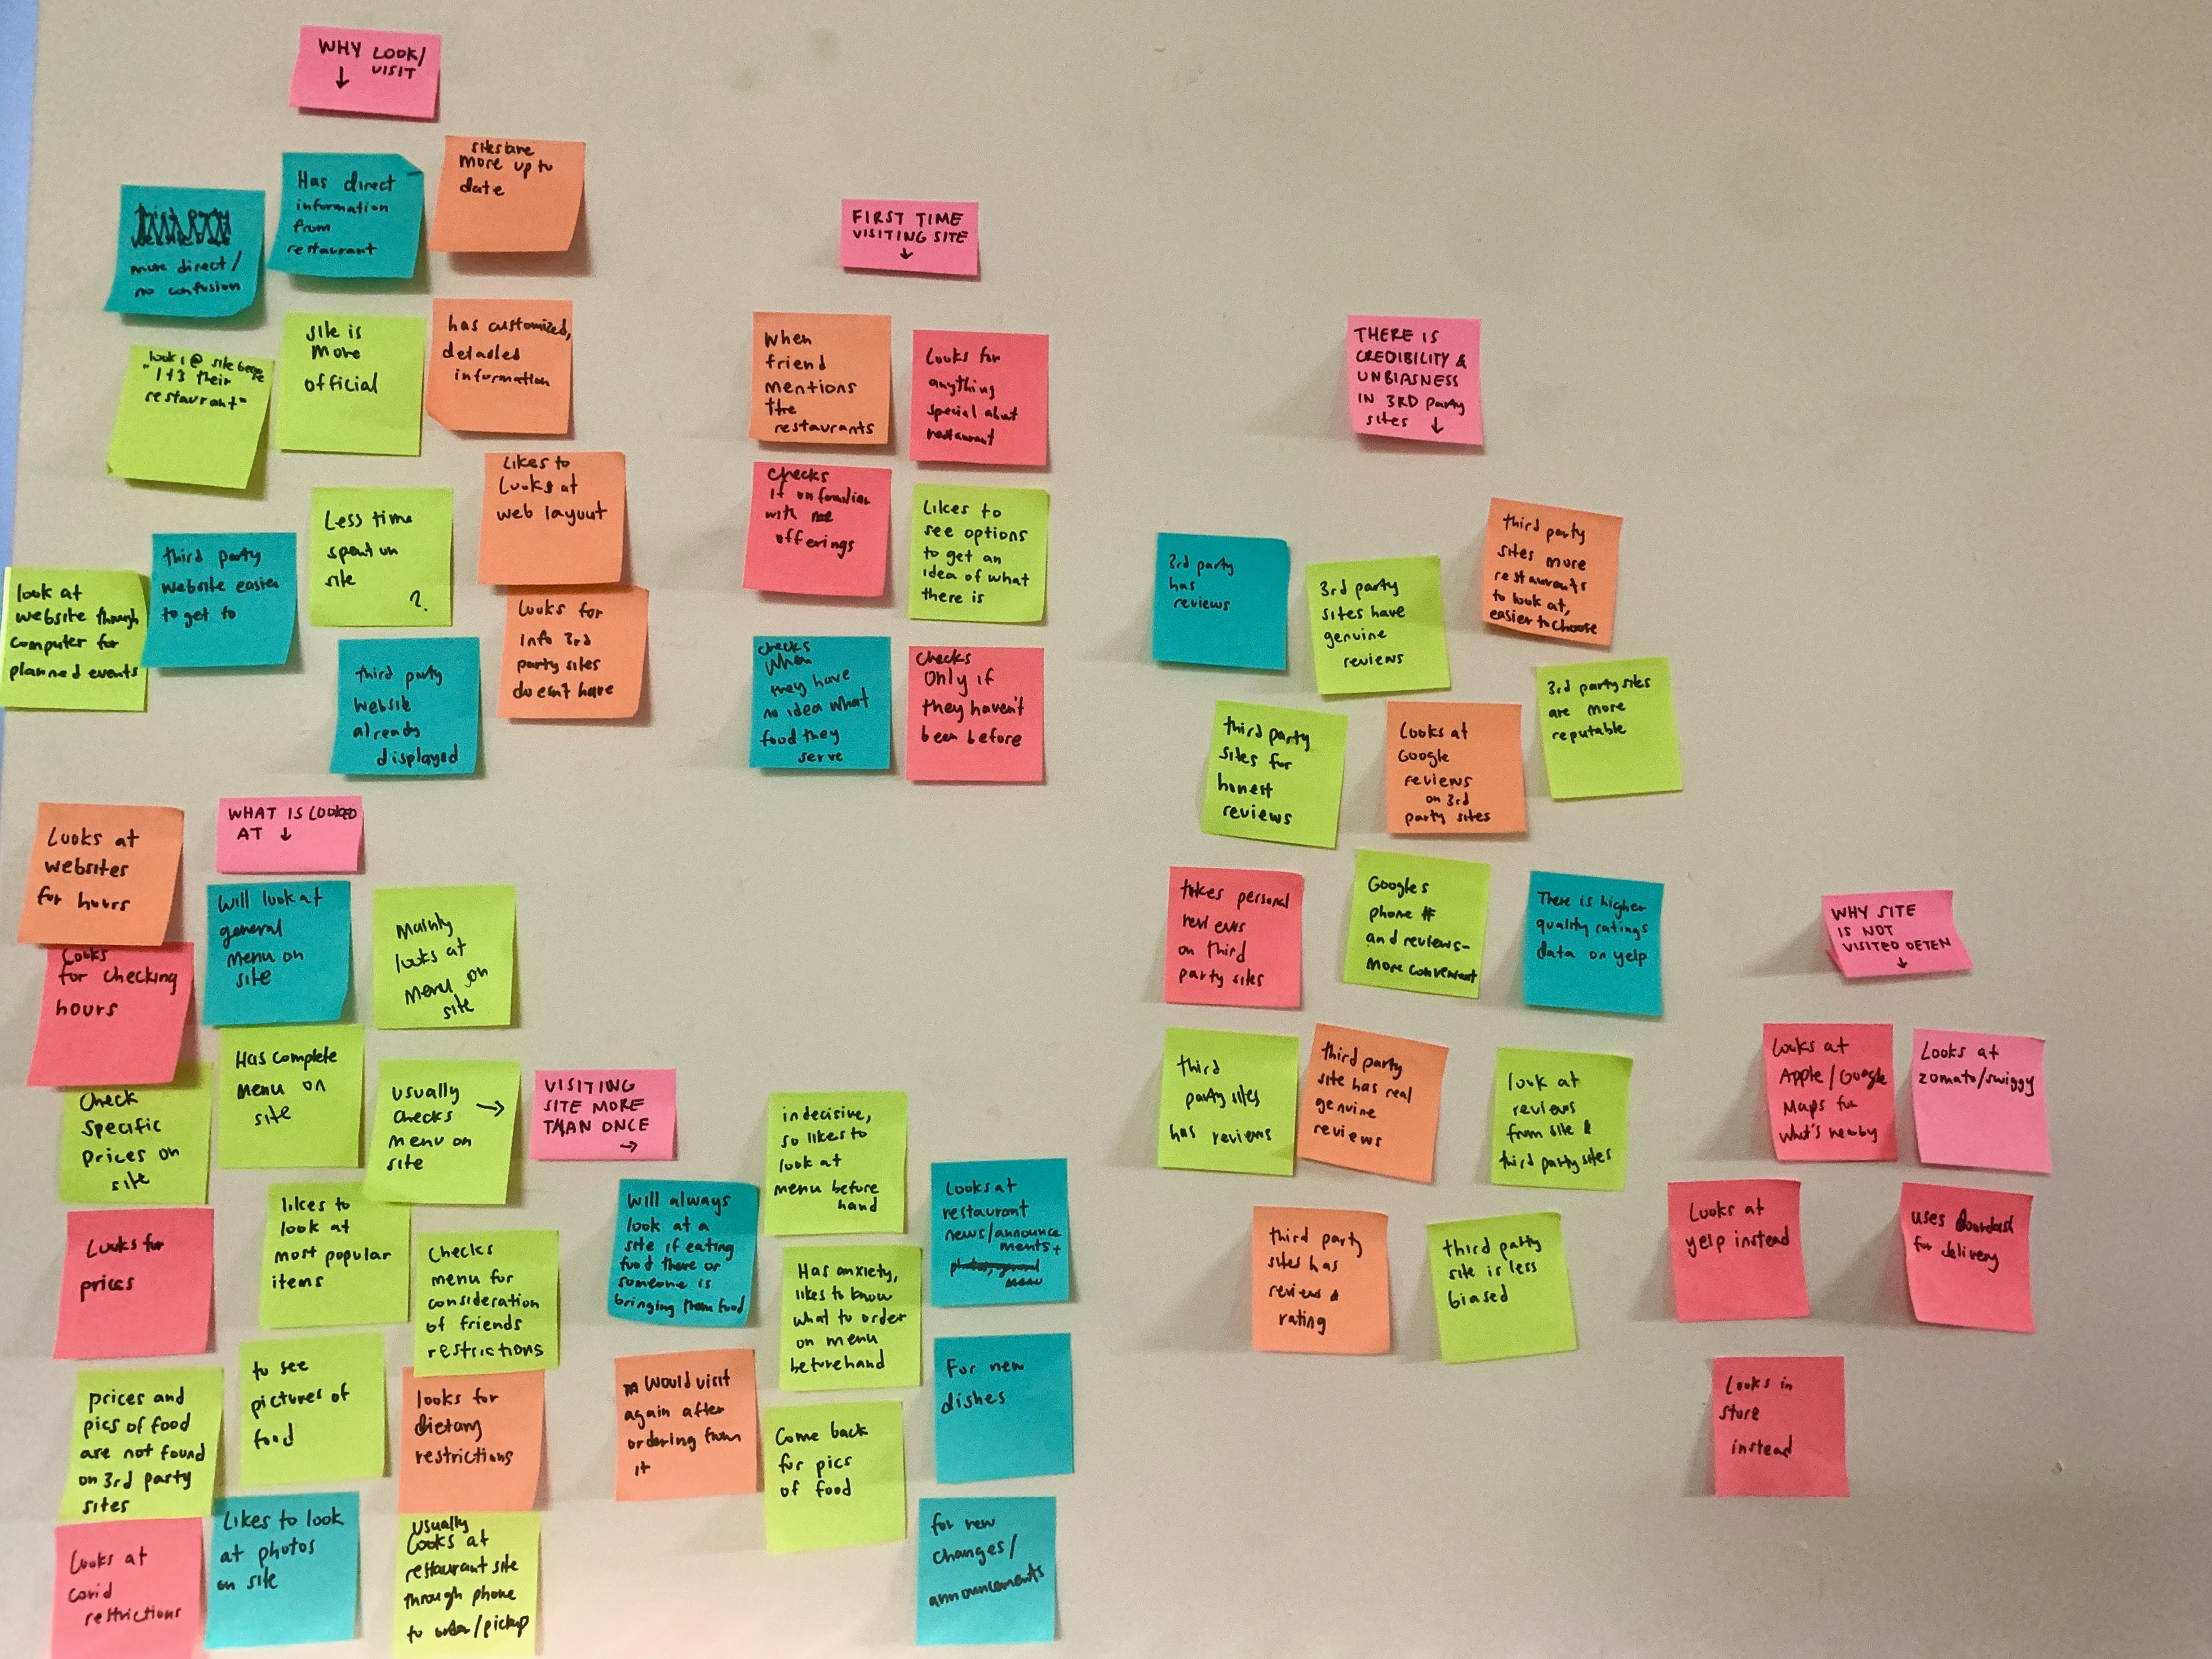 WHY LOOK/
VISIT
↓
more direct/
no confusion
Has direct
information
from
restaurant
sites are
more up to
date
look s @ site
"it's their
restaurant"
site is
more
official
has customized,
detailed
information
look at
website though
computer for
planned events
third party
website easier
to get to
Less time
spent on
site
?
Likes to
Looks at
web layout
third party
website
already
displayed
Looks for
info 3rd
party sites
doesn't have
FIRST TIME
VISITING SITE
↓
When
friend
mentions
the
restaurants
Looks for
anything
special about
restaurant
Checks
if unfamiliar
with
offerings
Likes to
see options
to get an
idea of what
there is
Checks
when
they have
no idea what
food they
serve
Checks
Only if
they haven't
been before
THERE IS
CREDIBILITY &
UNBIASNESS
IN 3RD party
sites ↓
3rd party
has
reviews
3rd party
sites have
genuine
reviews
third party
sites more
restaurants
to look at,
easier to choose
third party
sites for
honest
reviews
Looks at
Google
reviews
on 3rd
party sites
3rd party sites
are more
reputable
takes personal
reviews
on third
party sites
Googles
phone #
and reviews-
more convenient
There is higher
quality ratings
data on yelp
third
party sites
has reviews
third party
site has real
genuine
reviews
look at
reviews
from site &
third party sites
third party
sites has
reviews &
rating
third party
site is less
biased
WHY SITE
IS NOT
VISITED OFTEN
↓
Looks at
Apple/Google
Maps for
what's nearby
Looks at
zomato/swiggy
Looks at
yelp instead
uses Doordash
for delivery
Looks in
store
instead
WHAT IS LOOKED
AT ↓
Looks at
websites
for hours
Will look at
general
menu on
site
Mainly
looks at
menu on
site
Looks
for checking
hours
Has complete
menu on
site
usually →
checks
menu on
site
Check
specific
prices on
site
Looks for
prices
likes to
look at
most popular
items
Checks
menu for
consideration
of friends
restrictions
prices and
pics of food
are not found
on 3rd party
sites
to see
pictures of
food
looks for
dietary
restrictions
Looks at
covid
restrictions
Likes to look
at photos
on site
usually
looks at
restaurant site
through phone
to order/pickup
VISITING
SITE MORE
THAN ONCE
→
Will always
look at a
site if eating
food there or
someone is
bringing them food
indecisive,
so likes to
look at
menu before
hand
Looks at
restaurant
news/announce
ments +
menu
Has anxiety,
likes to know
what to order
on menu
beforehand
Would visit
again after
ordering from
it
Come back
for pics
of food
For new
dishes
for new
changes/
announcements